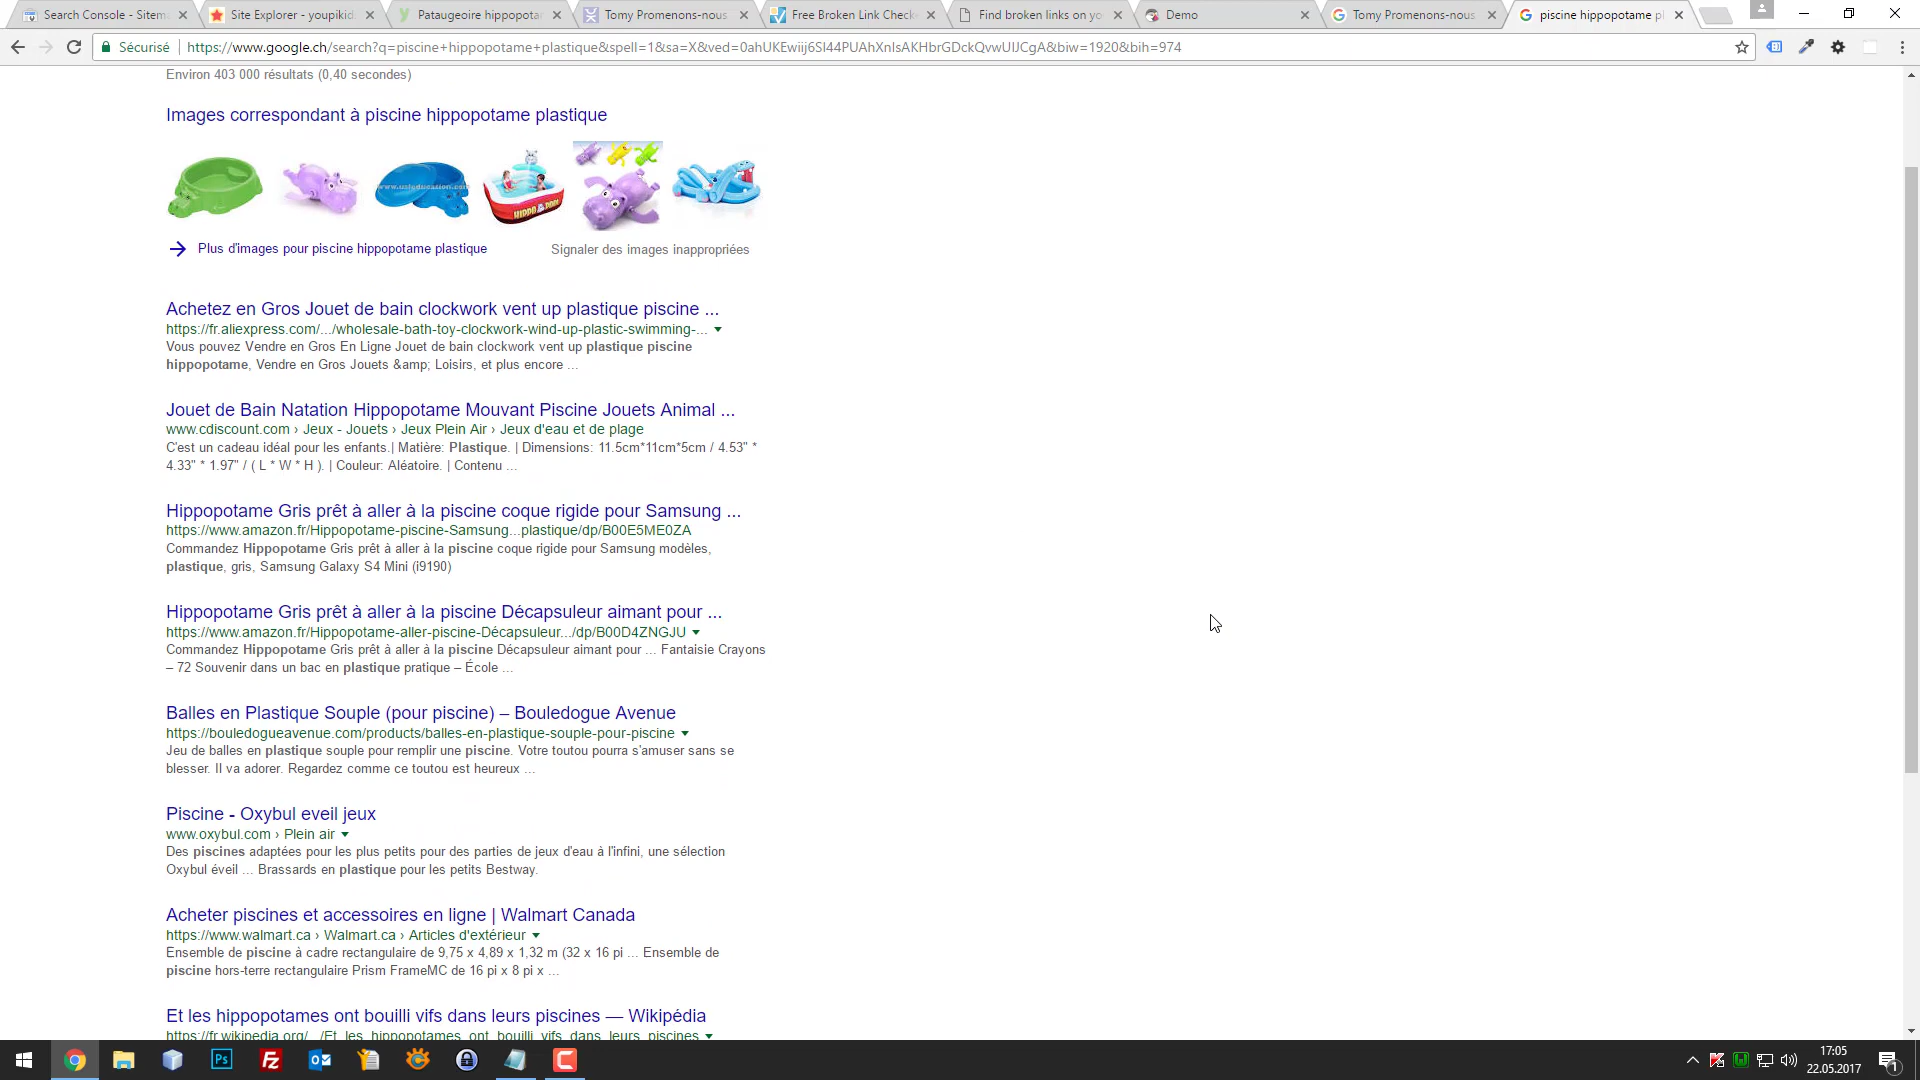 Search Console - Sitem
Site Explorer - youpikid
Pataugeoire hippopotam
Tomy Promenons-nous
Free Broken Link Check
Find broken links on yo
Demo
Tomy Promenons-nous
piscine hippopotame pl
Sécurisé
https://www.google.ch/search?q=piscine+hippopotame+plastique&spell=1&sa=X&ved=0ahUKEwiij6Sl44PUAhXnIsAKHbrGDckQvwUIJCgA&biw=1920&bih=974
Environ 403 000 résultats (0,40 secondes)
Images correspondant à piscine hippopotame plastique
HIPPO POOL
Plus d'images pour piscine hippopotame plastique
Signaler des images inappropriées
Achetez en Gros Jouet de bain clockwork vent up plastique piscine ...
https://fr.aliexpress.com/.../wholesale-bath-toy-clockwork-wind-up-plastic-swimming-...
Vous pouvez Vendre en Gros En Ligne Jouet de bain clockwork vent up plastique piscine
hippopotame, Vendre en Gros Jouets &amp; Loisirs, et plus encore ...
Jouet de Bain Natation Hippopotame Mouvant Piscine Jouets Animal ...
www.cdiscount.com › Jeux - Jouets › Jeux Plein Air › Jeux d'eau et de plage
C'est un cadeau idéal pour les enfants.| Matière: Plastique. | Dimensions: 11.5cm*11cm*5cm / 4.53" *
4.33" * 1.97" / ( L * W * H ). | Couleur: Aléatoire. | Contenu ...
Hippopotame Gris prêt à aller à la piscine coque rigide pour Samsung ...
https://www.amazon.fr/Hippopotame-piscine-Samsung...plastique/dp/B00E5ME0ZA
Commandez Hippopotame Gris prêt à aller à la piscine coque rigide pour Samsung modèles,
plastique, gris, Samsung Galaxy S4 Mini (i9190)
Hippopotame Gris prêt à aller à la piscine Décapsuleur aimant pour ...
https://www.amazon.fr/Hippopotame-aller-piscine-Décapsuleur.../dp/B00D4ZNGJU
Commandez Hippopotame Gris prêt à aller à la piscine Décapsuleur aimant pour ... Fantaisie Crayons
– 72 Souvenir dans un bac en plastique pratique – École ...
Balles en Plastique Souple (pour piscine) – Bouledogue Avenue
https://bouledogueavenue.com/products/balles-en-plastique-souple-pour-piscine
Jeu de balles en plastique souple pour remplir une piscine. Votre toutou pourra s'amuser sans se
blesser. Il va adorer. Regardez comme ce toutou est heureux ...
Piscine - Oxybul eveil jeux
www.oxybul.com › Plein air
Des piscines adaptées pour les plus petits pour des parties de jeux d'eau à l'infini, une sélection
Oxybul éveil ... Brassards en plastique pour les petits Bestway.
Acheter piscines et accessoires en ligne | Walmart Canada
https://www.walmart.ca › Walmart.ca › Articles d'extérieur
Ensemble de piscine à cadre rectangulaire de 9,75 x 4,89 x 1,32 m (32 x 16 pi ... Ensemble de
piscine hors-terre rectangulaire Prism FrameMC de 16 pi x 8 pi x ...
Et les hippopotames ont bouilli vifs dans leurs piscines — Wikipédia
https://fr.wikipedia.org/.../Et_les_hippopotames_ont_bouilli_vifs_dans_leurs_piscines
17:05
22.05.2017
1